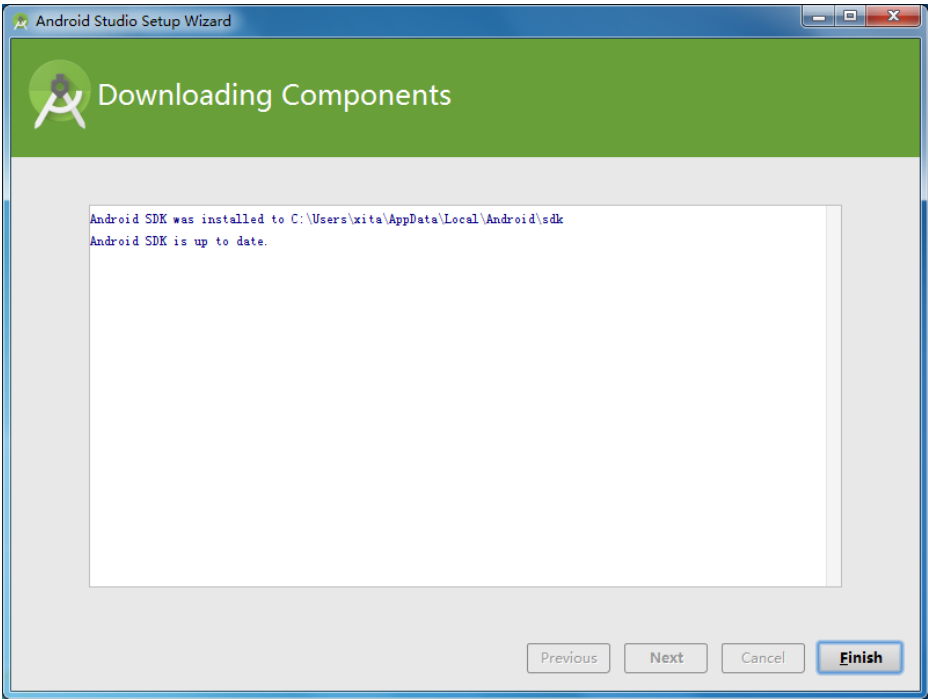 Android Studio Setup Wizard
Downloading Components
Android SDK was installed to C:\Users\xita\AppData\Local\Android\sdk
Android SDK is up to date.
Previous Next Cancel Finish